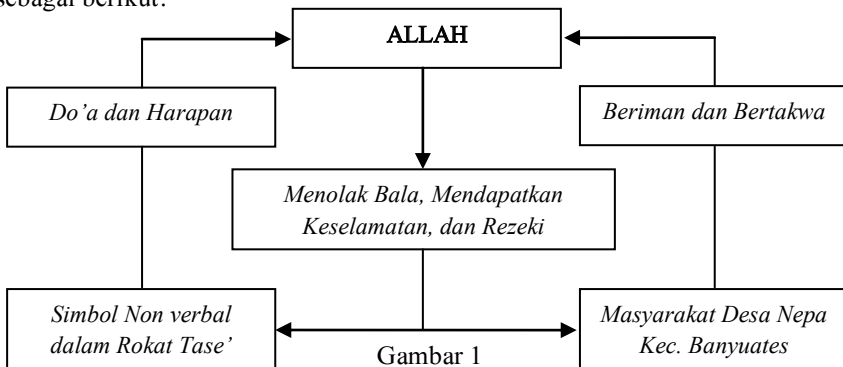 sebagai berikut:
ALLAH
Do’a dan Harapan
Beriman dan Bertakwa
Menolak Bala, Mendapatkan
Keselamatan, dan Rezeki
Simbol Non verbal
dalam Rokat Tase’
Masyarakat Desa Nepa
Kec. Banyuates
Gambar 1